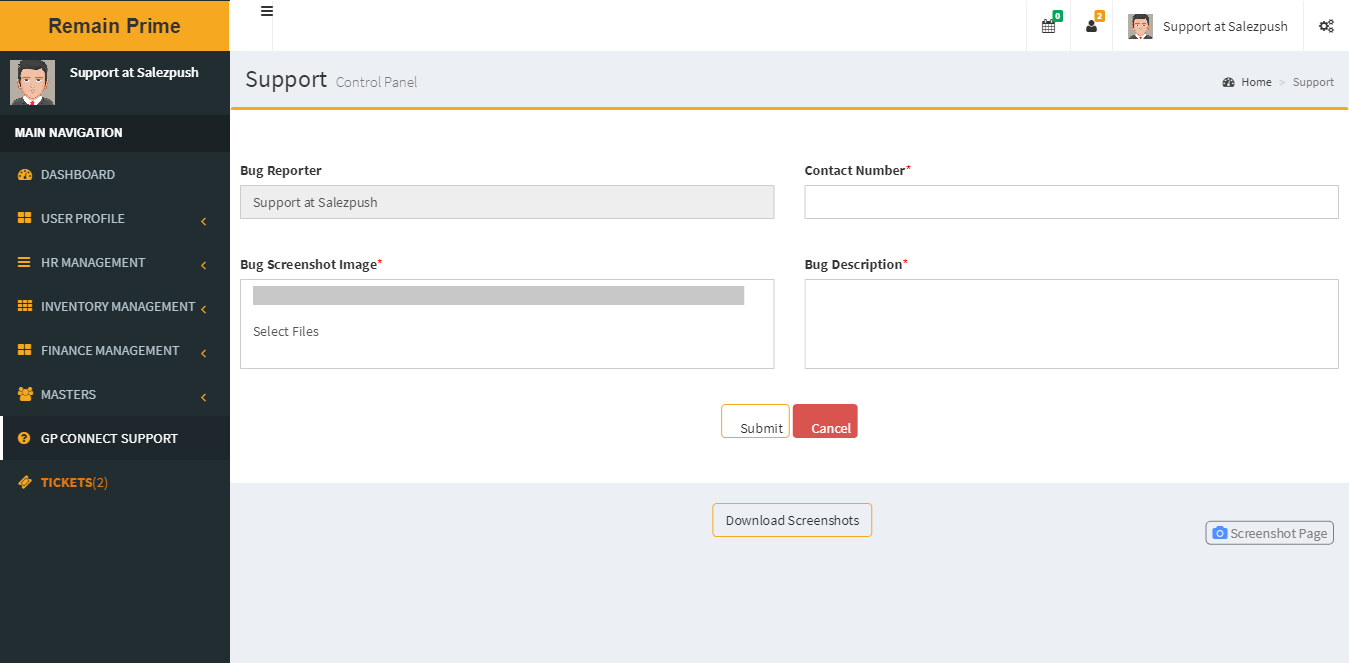 Remain Prime
0
2
Support at Salezpush
Support at Salezpush
Support Control Panel
Home > Support
MAIN NAVIGATION
DASHBOARD
USER PROFILE
HR MANAGEMENT
INVENTORY MANAGEMENT
FINANCE MANAGEMENT
MASTERS
GP CONNECT SUPPORT
TICKETS(2)
Bug Reporter
Support at Salezpush
Contact Number*
Bug Screenshot Image*
Select Files
Bug Description*
Submit
Cancel
Download Screenshots
Screenshot Page